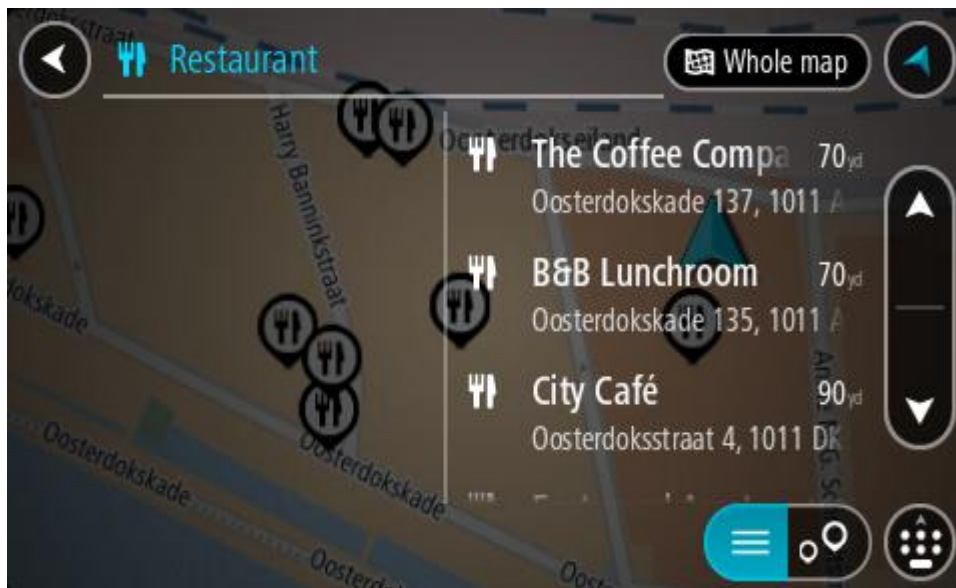 Restaurant
Whole map
Harry Banninkstraat
Oosterdokseiland
The Coffee Compa 70yd
Oosterdokskade 137, 1011 A
B&B Lunchroom 70yd
Oosterdokskade 135, 1011 A
City Café 90yd
Oosterdoksstraat 4, 1011 DK
Oosterdokskade
Oosterdokskade